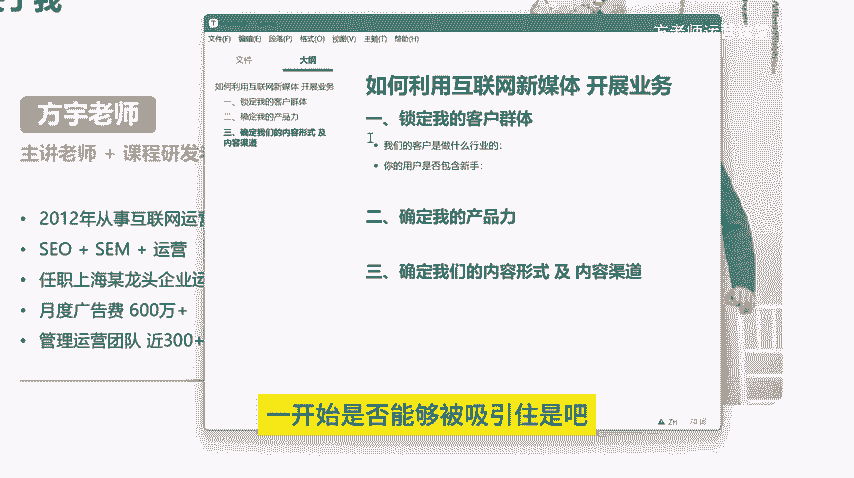 于我
方老师运营
T
文件(F) 编辑(E) 段落(P) 格式(O) 视图(V) 主题(T) 帮助(H)
文件 大纲
如何利用互联网新媒体 开展业务
一、锁定我的客户群体
二、确定我的产品力
三、确定我们的内容形式 及
内容渠道
如何利用互联网新媒体 开展业务
一、锁定我的客户群体
• 我们的客户是做什么行业的:
• 你的用户是否包含新手:
二、确定我的产品力
三、确定我们的内容形式 及 内容渠道
ZH
方宇老师
主讲老师 + 课程研发
• 2012年从事互联网运营
• SEO + SEM + 运营
• 任职上海某龙头企业运
• 月度广告费 600万+
• 管理运营团队 近300+
一开始是否能够被吸引住是吧